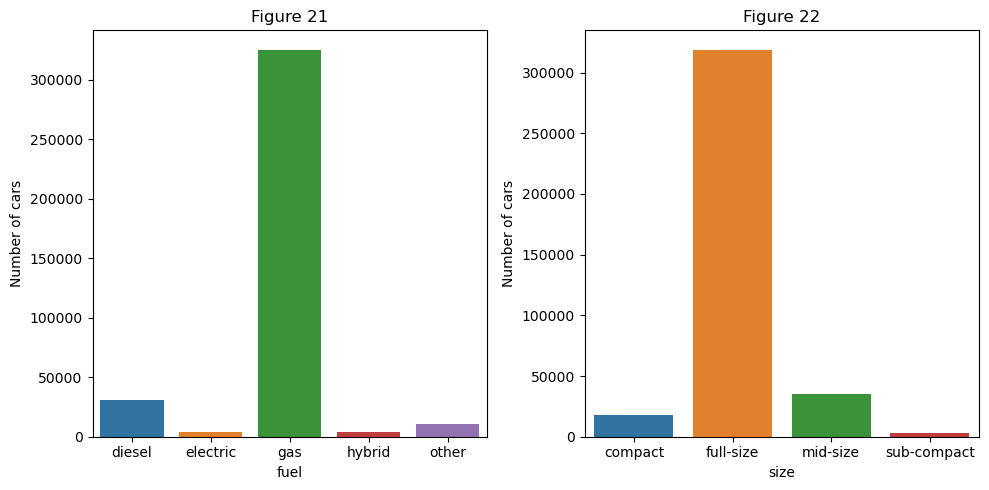 Figure 21
Number of cars
300000
250000
200000
150000
100000
50000
0
diesel electric gas hybrid other
fuel
Figure 22
Number of cars
300000
250000
200000
150000
100000
50000
0
compact full-size mid-size sub-compact
size